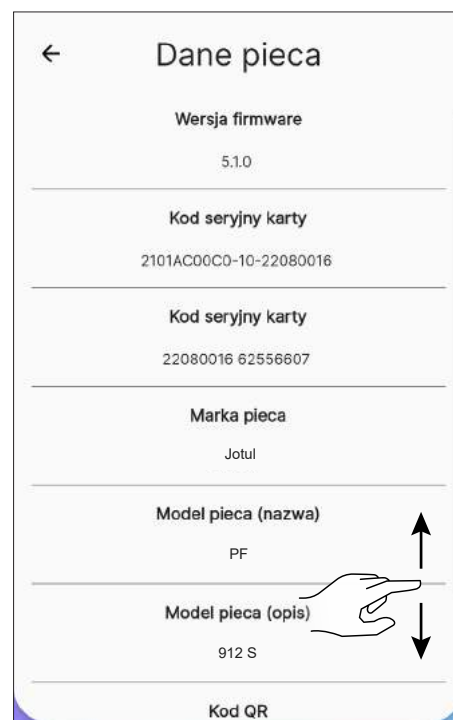 Dane pieca
Wersja firmware
5.1.0
Kod seryjny karty
2101AC00C0-10-22080016
Kod seryjny karty
22080016 62556607
Marka pieca
Jotul
Model pieca (nazwa)
PF
Model pieca (opis)
912 S
Kod QR